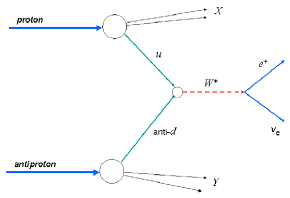 proton
X
u
e⁺
W⁺
anti-d
νe
antiproton
Y